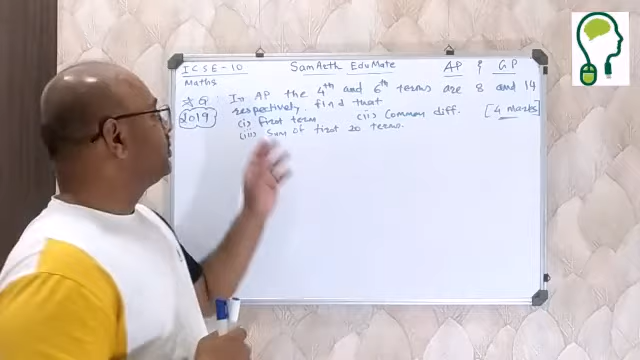 ICSE-10 SamArth EduMate AP & GP
Maths
* Q: In AP the 4th and 6th terms are 8 and 14
2019 respectively. find that [4 marks]
(i) first term (ii) Common diff.
(iii) Sum of first 20 terms.